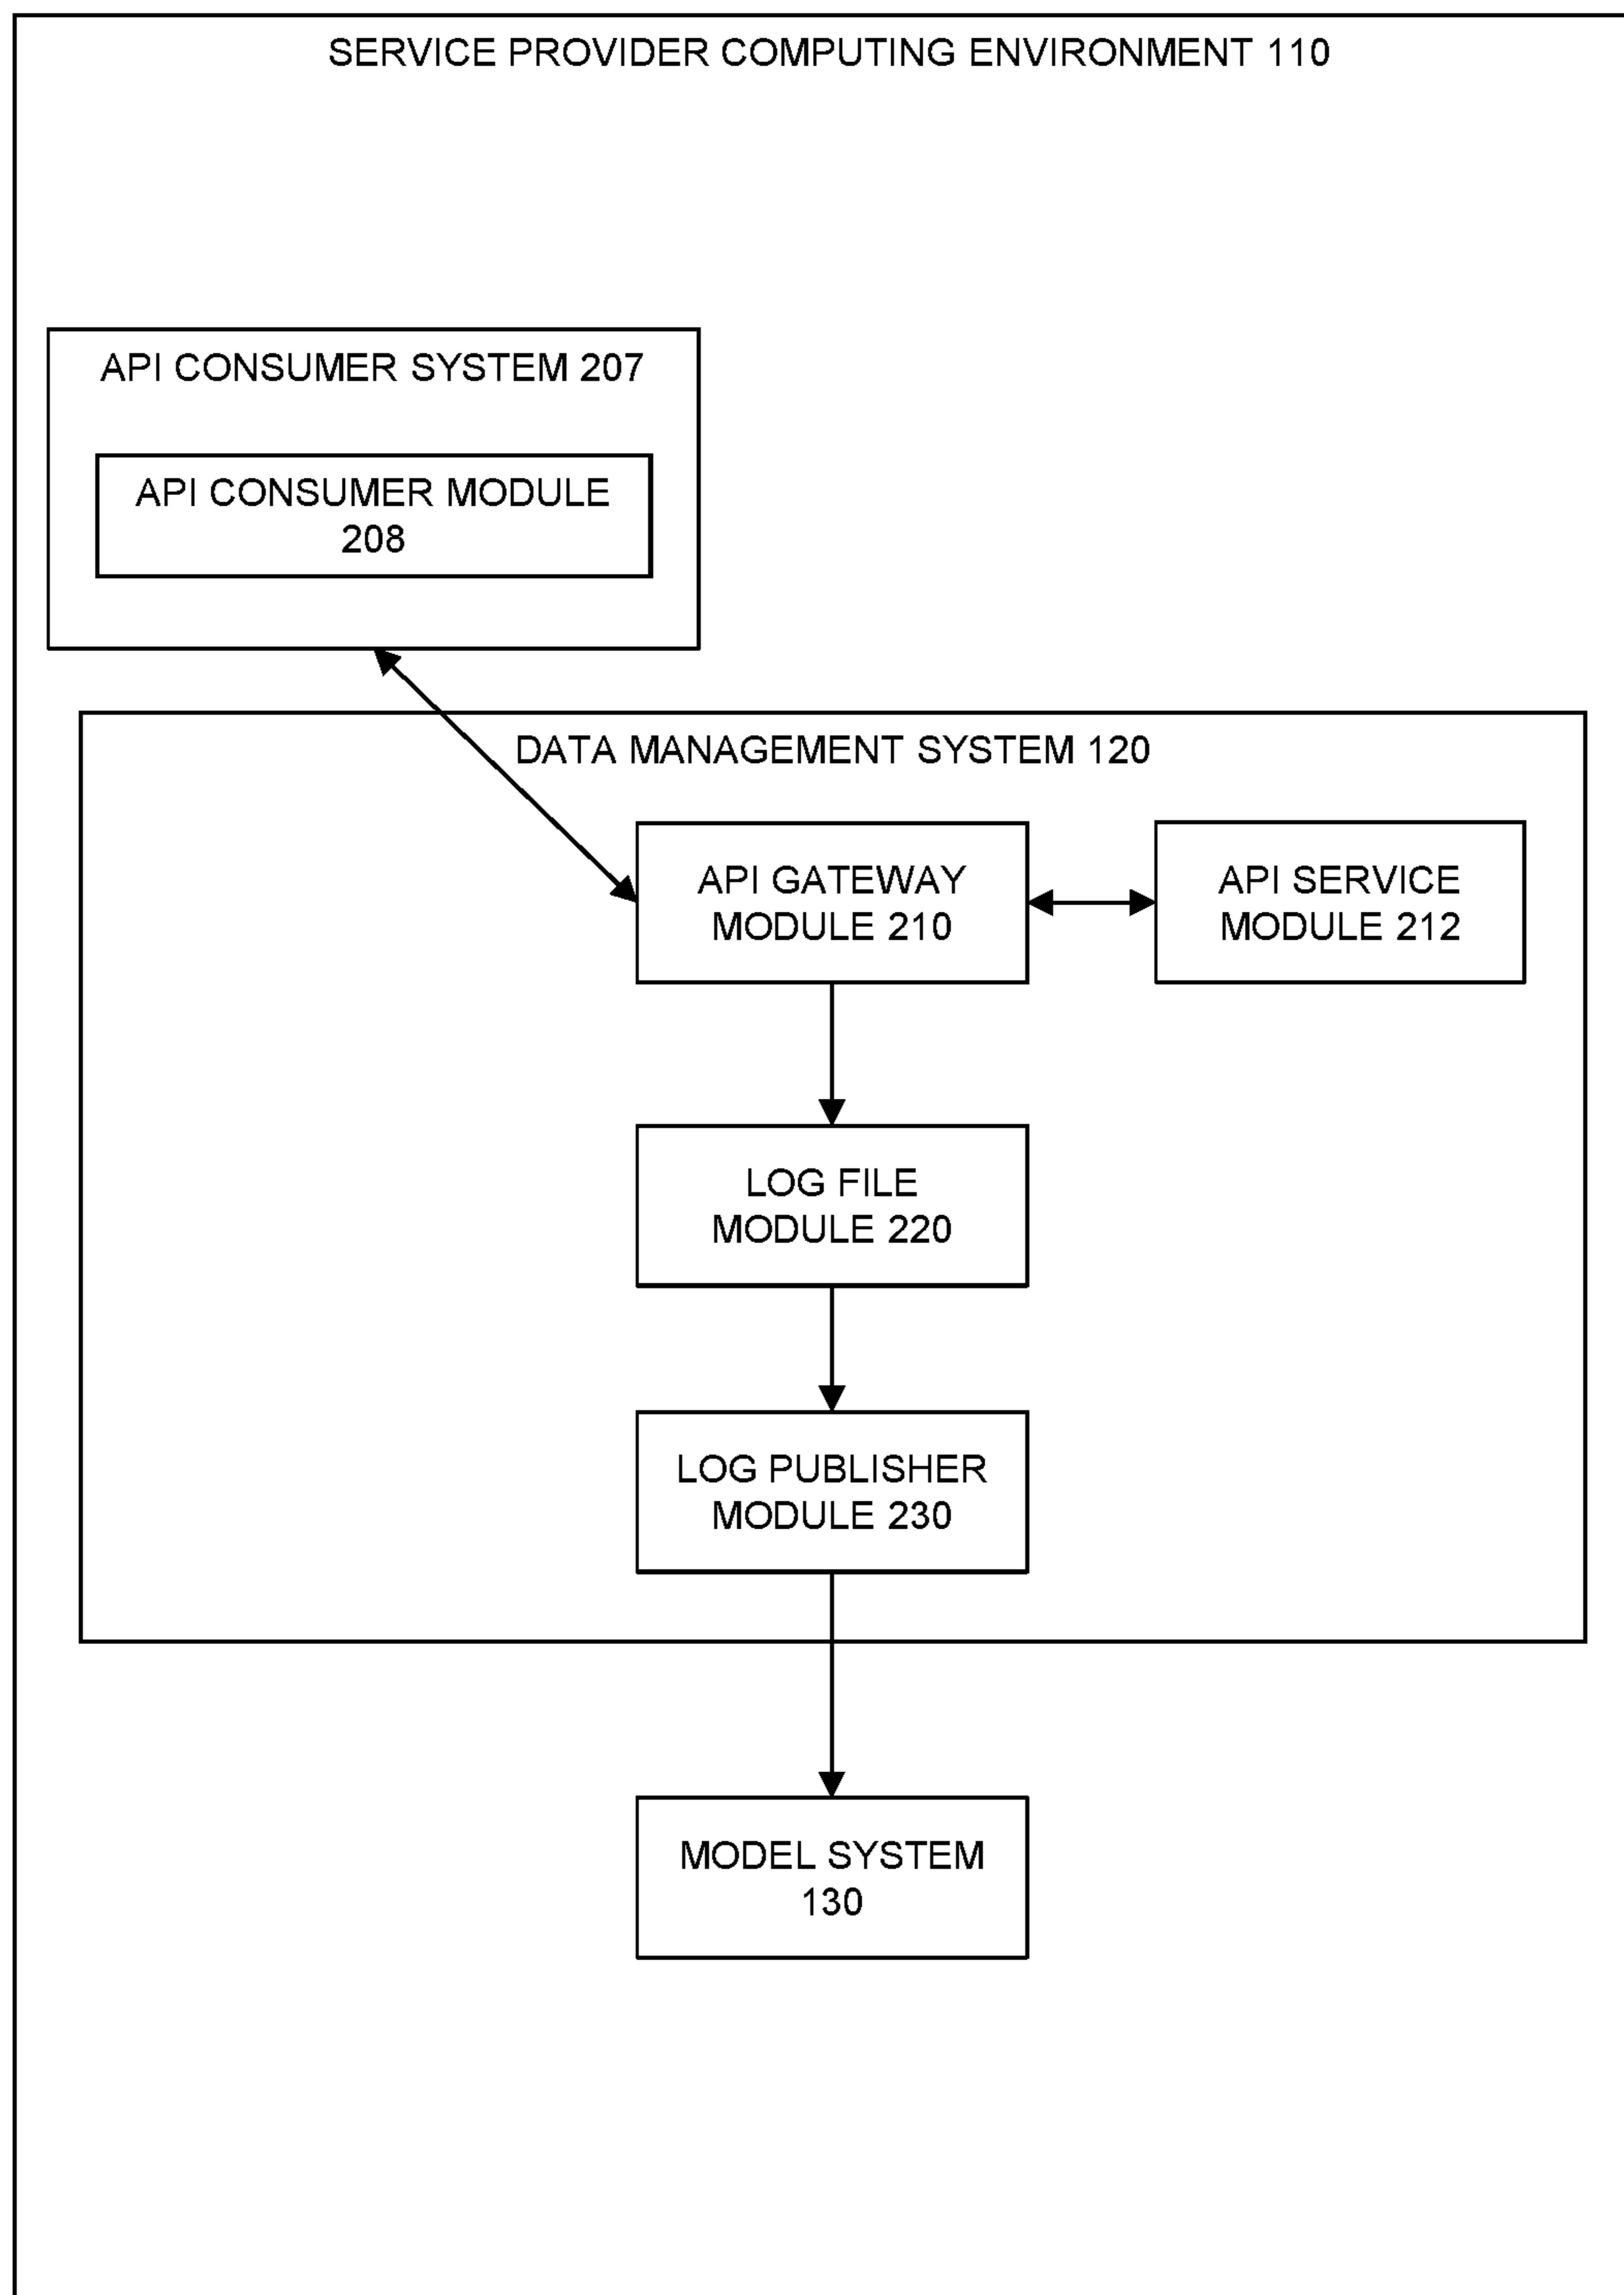 SERVICE PROVIDER COMPUTING ENVIRONMENT 110
API CONSUMER SYSTEM 207
API CONSUMER MODULE
208
DATA MANAGEMENT SYSTEM 120
API GATEWAY
MODULE 210
API SERVICE
MODULE 212
LOG FILE
MODULE 220
LOG PUBLISHER
MODULE 230
MODEL SYSTEM
130